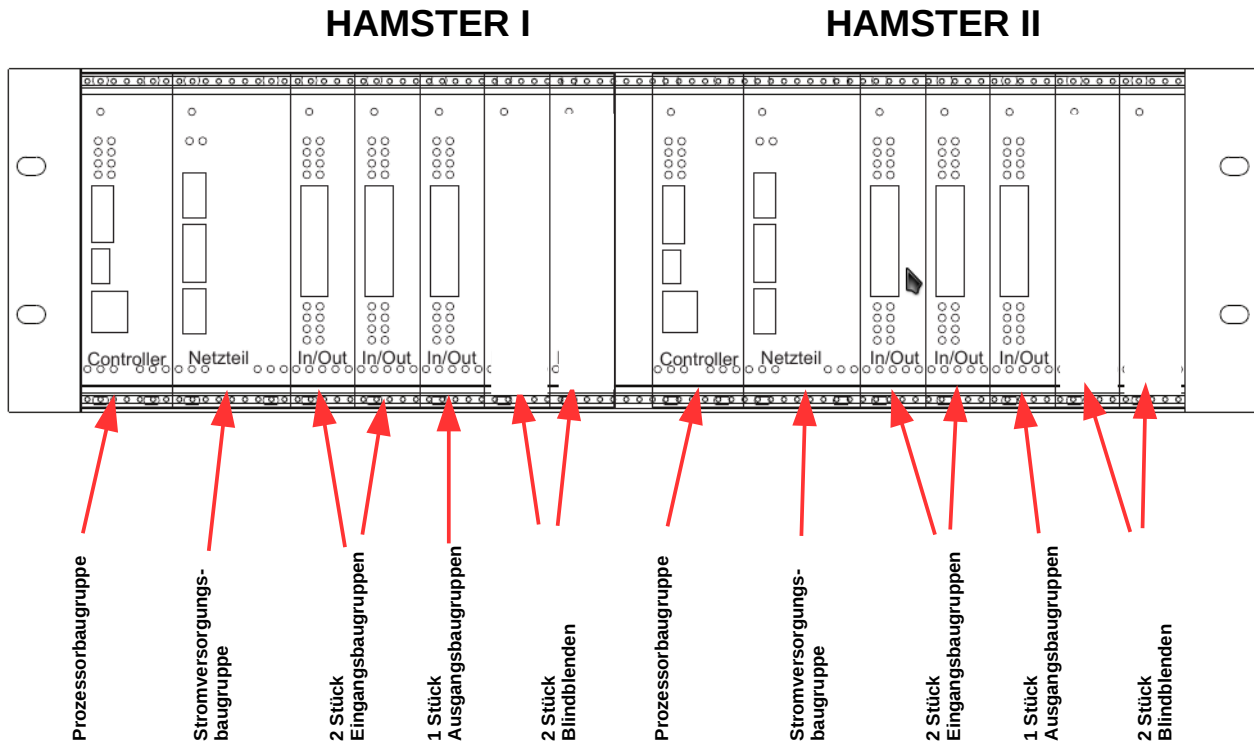 HAMSTER I
HAMSTER II
Controller
Netzteil
In/Out
In/Out
In/Out
Controller
Netzteil
In/Out
In/Out
In/Out
Prozessorbaugruppe
Stromversorgungs-
baugruppe
2 Stück
Eingangsbaugruppen
1 Stück
Ausgangsbaugruppen
2 Stück
Blindblenden
Prozessorbaugruppe
Stromversorgungs-
baugruppe
2 Stück
Eingangsbaugruppen
1 Stück
Ausgangsbaugruppen
2 Stück
Blindblenden